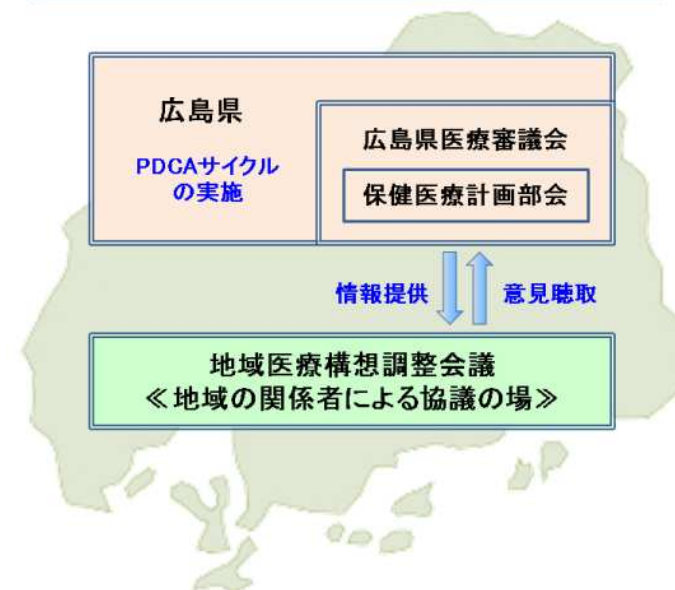 広島県
PDCAサイクル
の実施
広島県医療審議会
保健医療計画部会
情報提供
意見聴取
地域医療構想調整会議
≪地域の関係者による協議の場≫